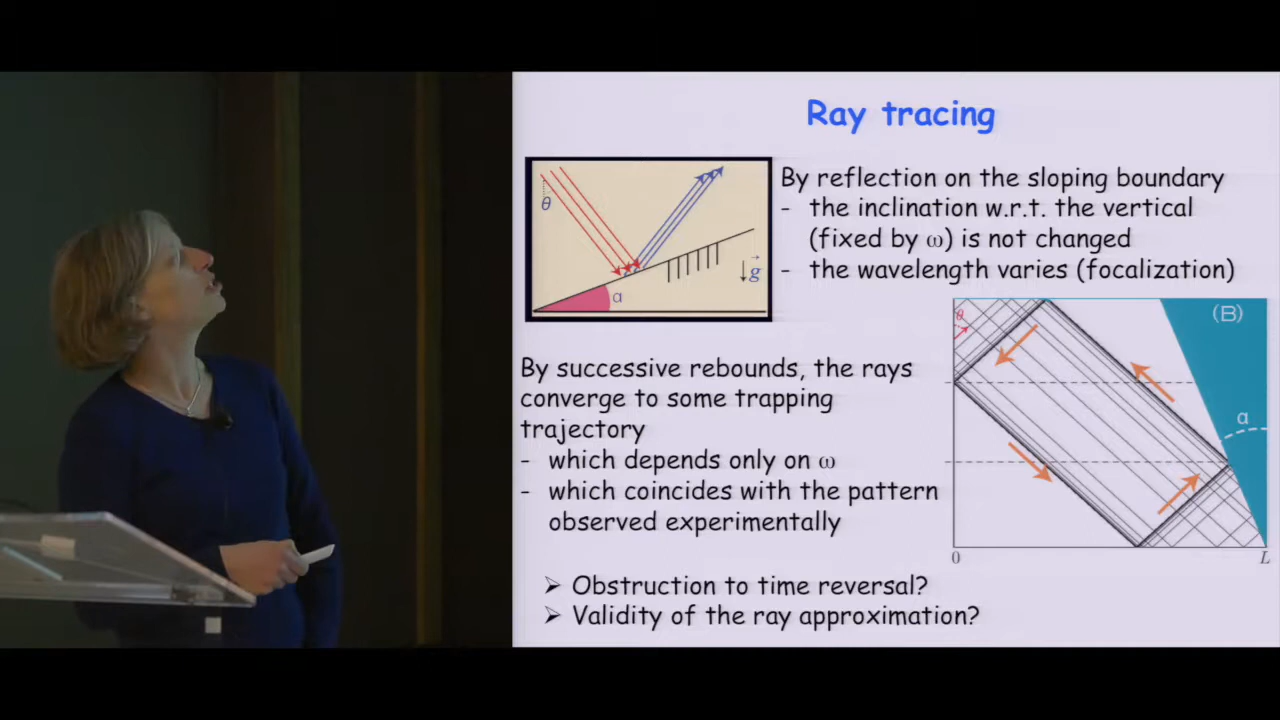 Ray tracing
θ
α
g
By reflection on the sloping boundary
- the inclination w.r.t. the vertical
(fixed by ω) is not changed
- the wavelength varies (focalization)
By successive rebounds, the rays
converge to some trapping
trajectory
- which depends only on ω
- which coincides with the pattern
observed experimentally
θ
(B)
α
0
L
➢ Obstruction to time reversal?
➢ Validity of the ray approximation?